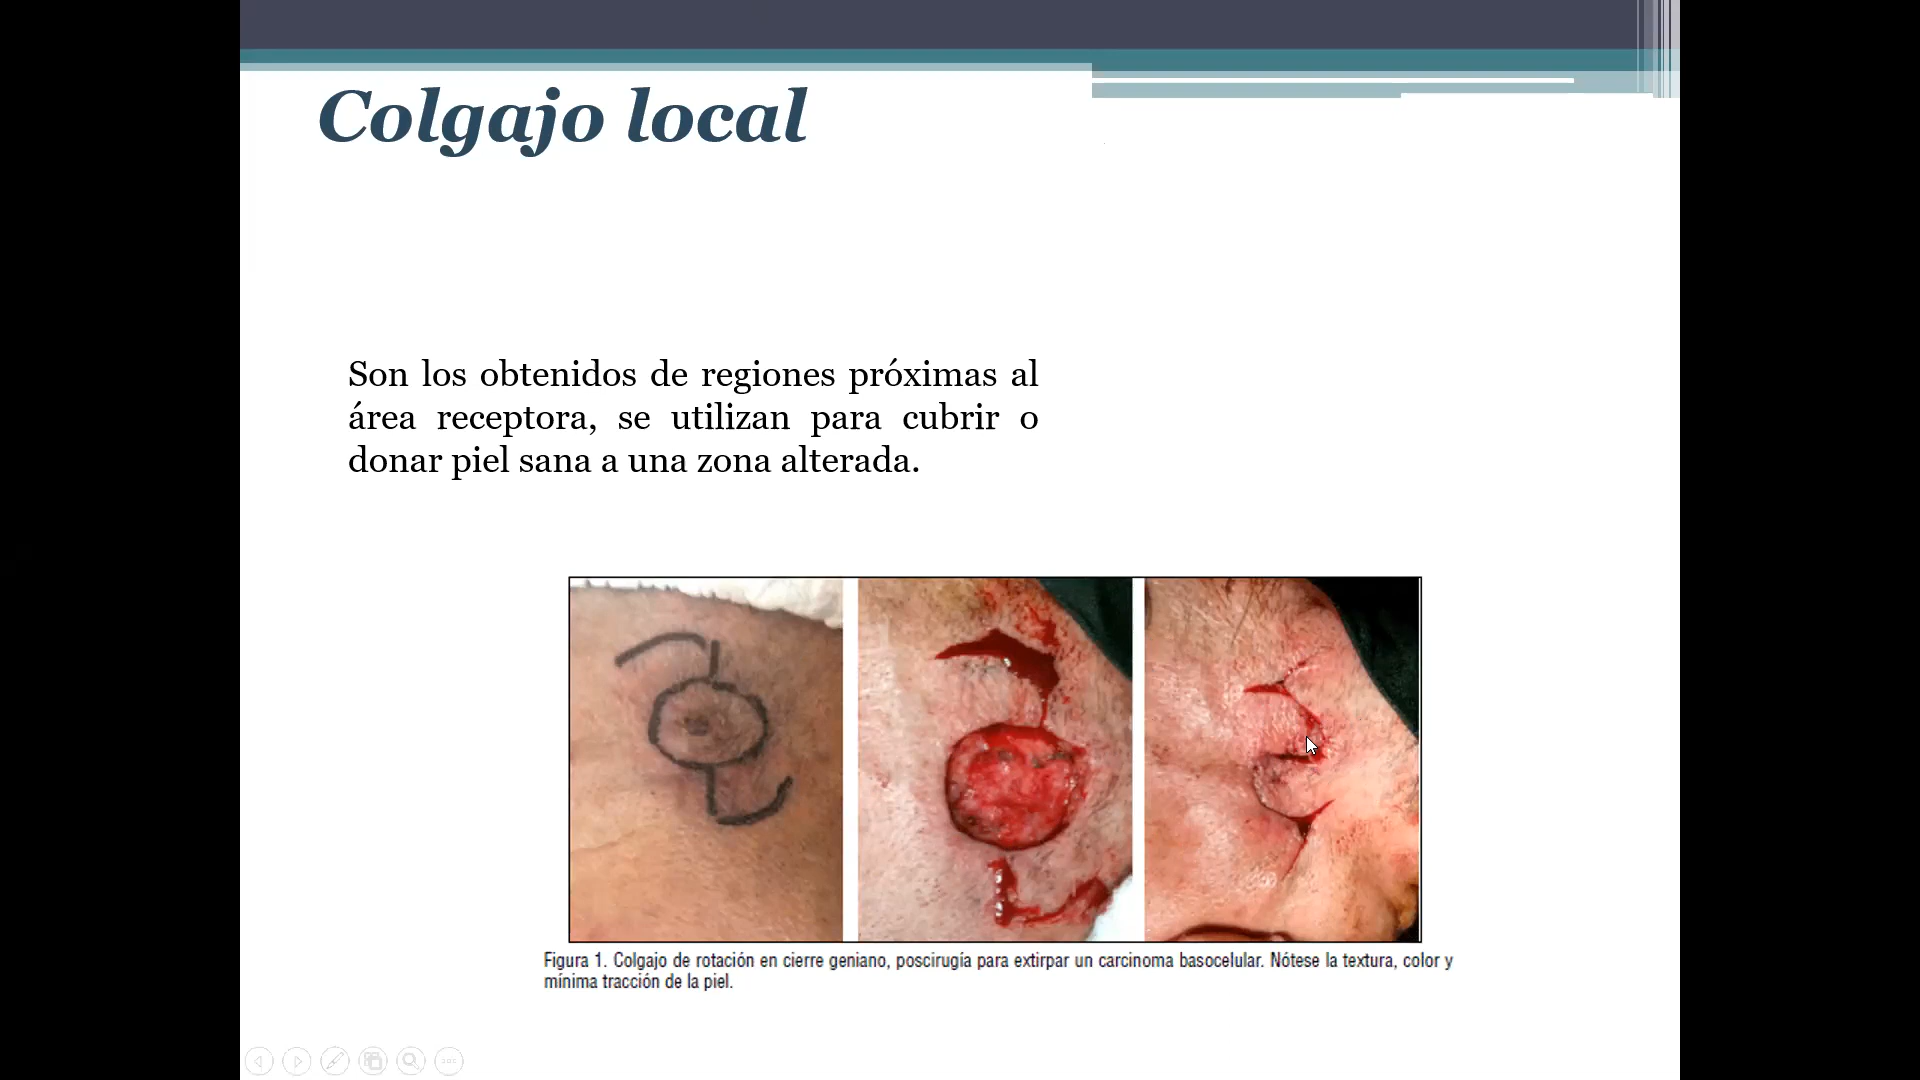 Colgajo local
Son los obtenidos de regiones próximas al
área receptora, se utilizan para cubrir o
donar piel sana a una zona alterada.
Figura 1. Colgajo de rotación en cierre geniano, poscirugía para extirpar un carcinoma basocelular. Nótese la textura, color y
mínima tracción de la piel.